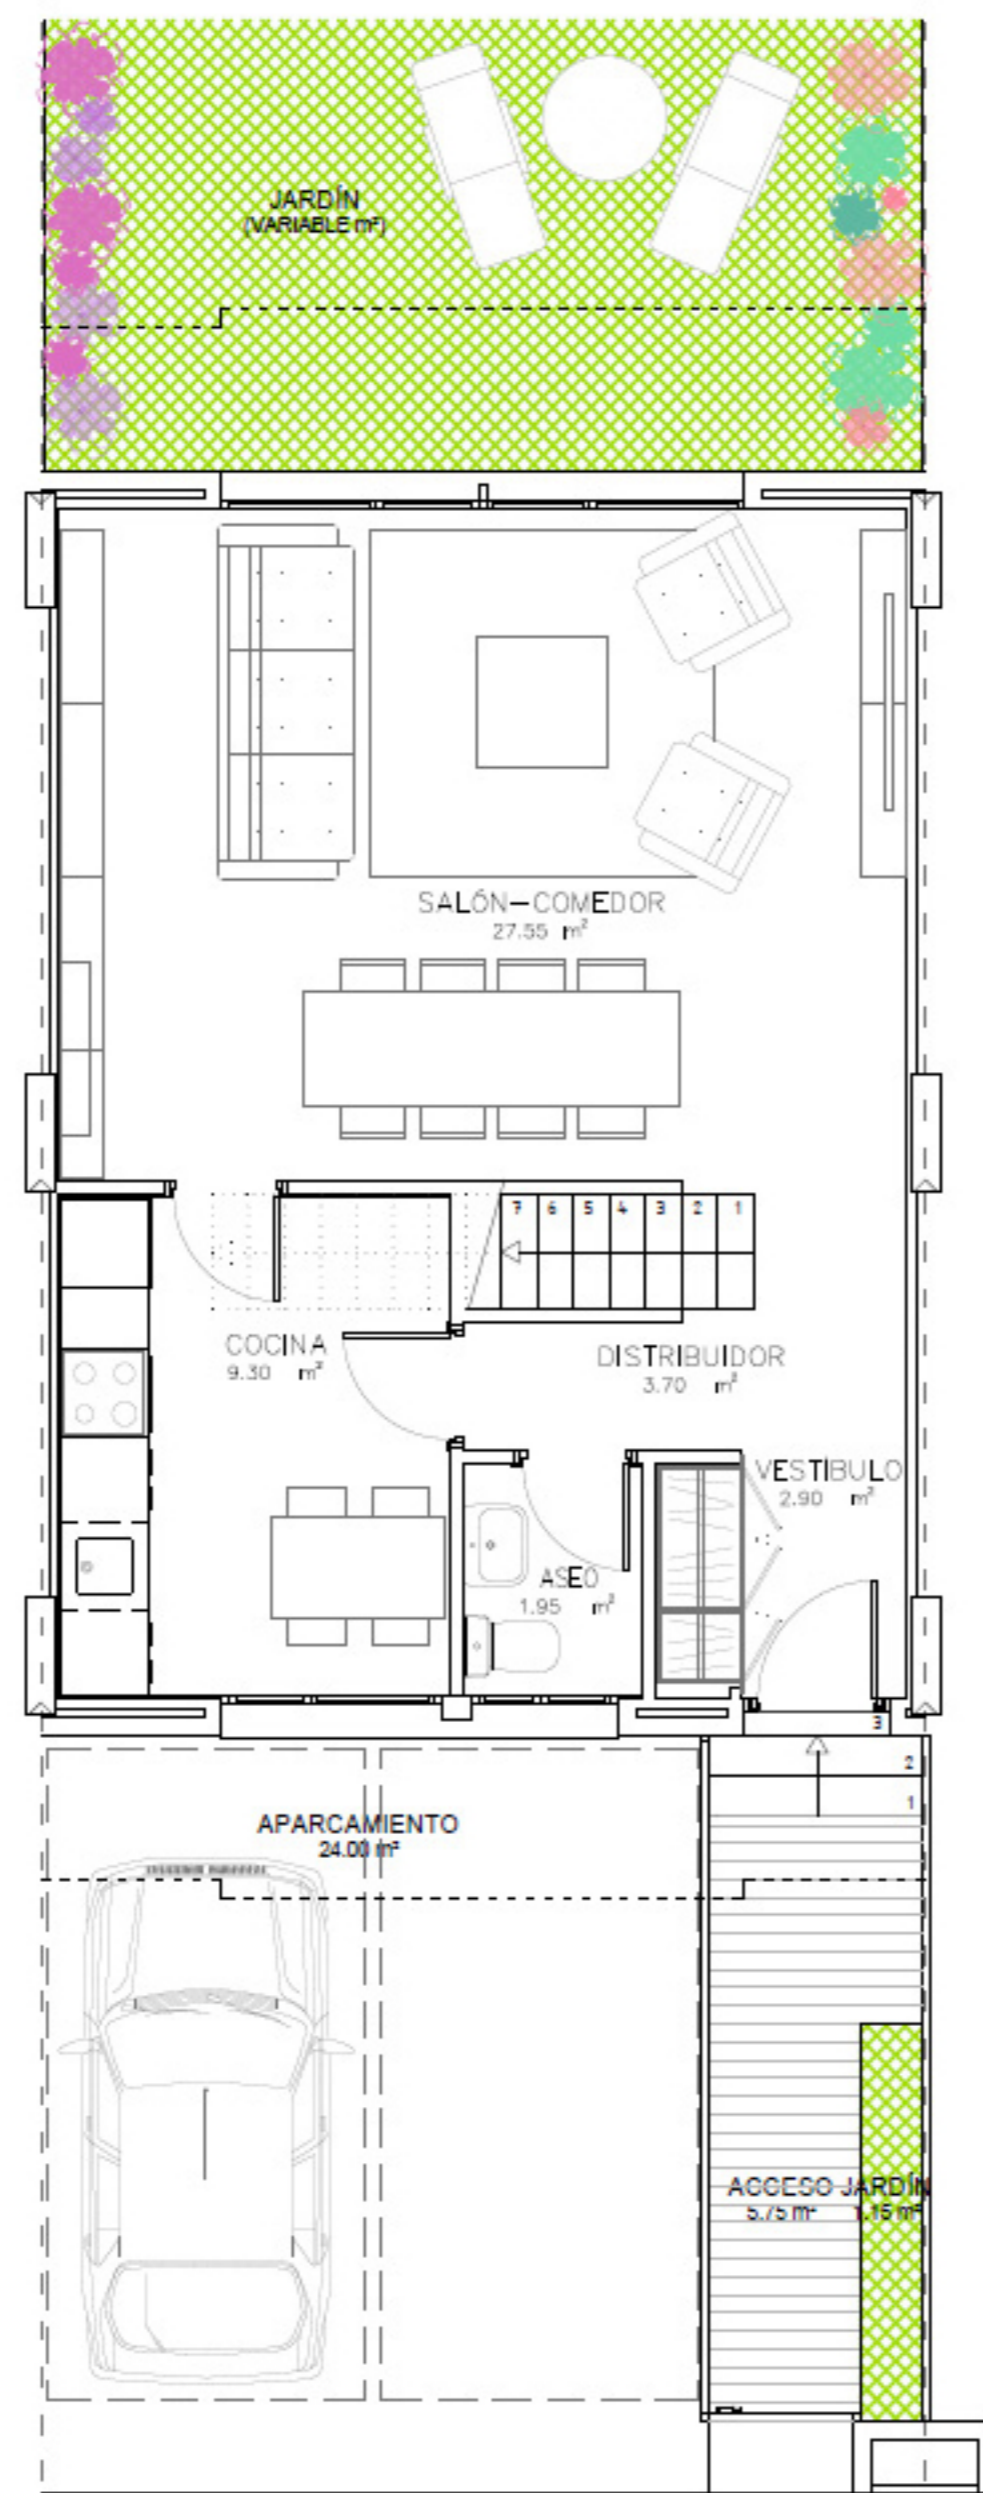 JARDÍN
(VARIABLE m²)
SALÓN-COMEDOR
27.55 m²
7 6 5 4 3 2 1
COCINA
9.30 m²
DISTRIBUIDOR
3.70 m²
VESTÍBULO
2.90 m²
ASEO
1.95 m²
3
2
1
APARCAMIENTO
24.00 m²
ACCESO JARDÍN
5.75 m² 1.15 m²